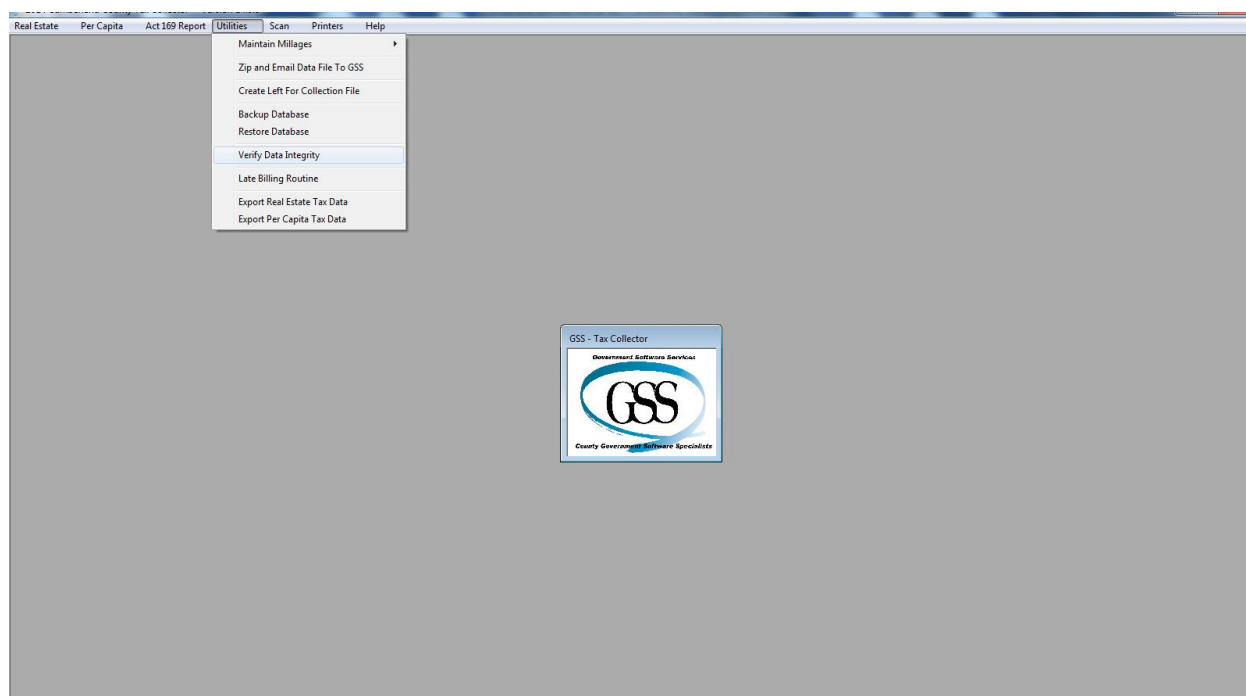 Real Estate Per Capita Act 169 Report Utilities Scan Printers Help
Maintain Millages
Zip and Email Data File To GSS
Create Left For Collection File
Backup Database
Restore Database
Verify Data Integrity
Late Billing Routine
Export Real Estate Tax Data
Export Per Capita Tax Data
GSS - Tax Collector
Government Software Services
GSS
County Government Software Specialists